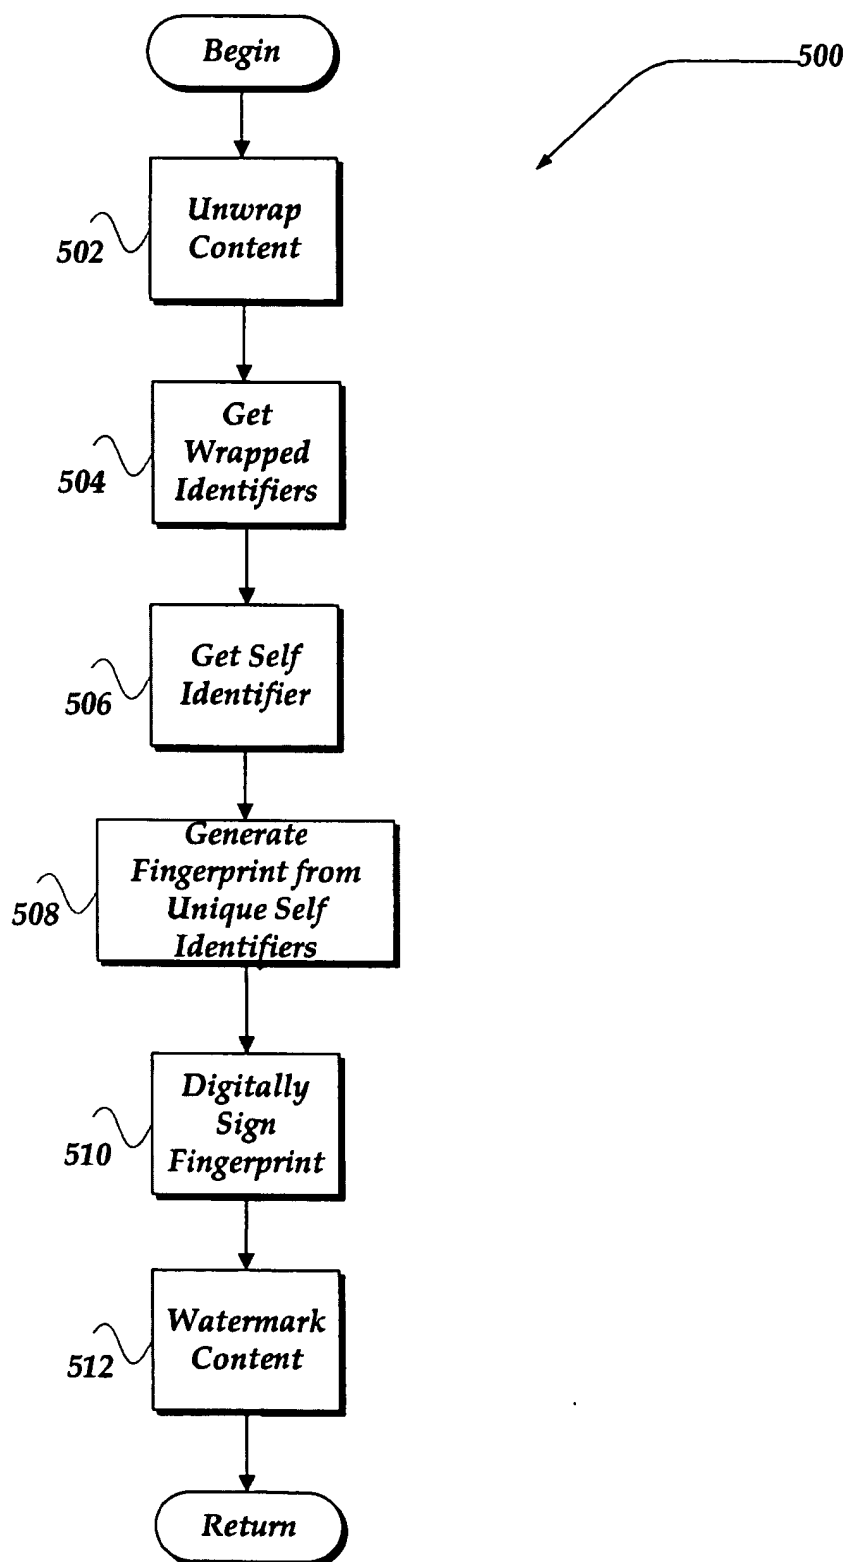 Begin
500
Unwrap
Content
502
Get
Wrapped
Identifiers
504
Get Self
Identifier
506
Generate
Fingerprint from
Unique Self
Identifiers
508
Digitally
Sign
Fingerprint
510
Watermark
Content
512
Return